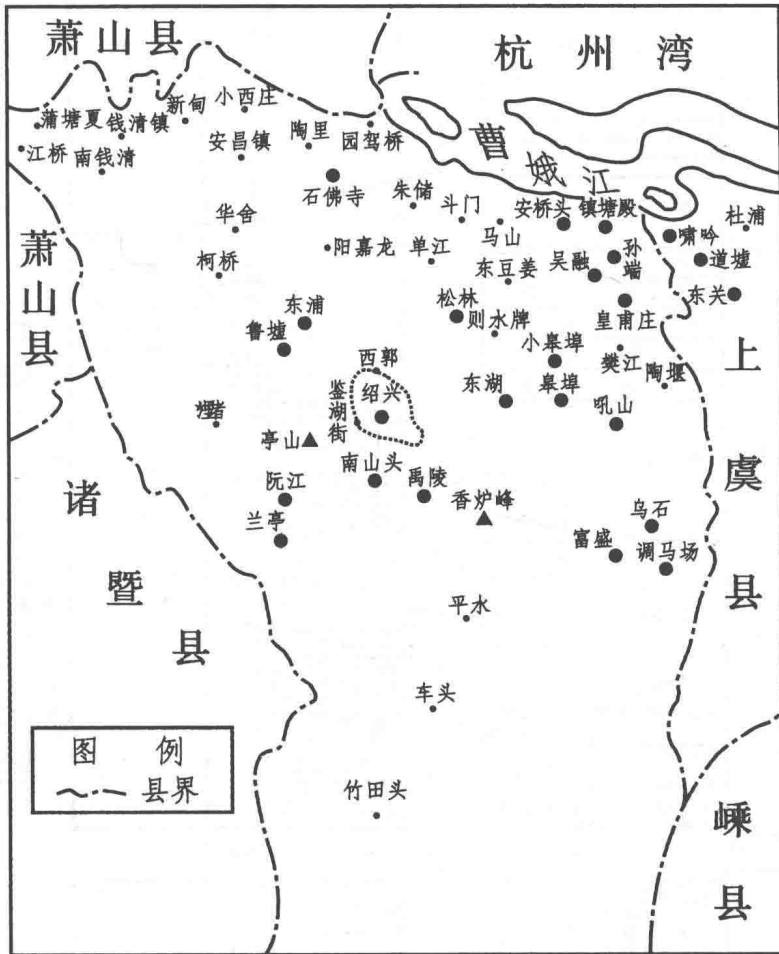 萧山县
杭州湾
小西庄
新甸
蒲塘夏
钱清镇
陶里
园驾桥
安昌镇
江桥
南钱清
曹娥江
石佛寺
朱储
斗门
安桥头
镇塘殿
杜浦
华舍
马山
啸吟
阳嘉龙
单江
吴融
孙端
道墟
柯桥
东豆姜
萧山县
东关
东浦
松林
则水牌
皇甫庄
鲁墟
小皋埠
樊江
上虞县
西郭
陶堰
绍兴
东湖
皋埠
鉴湖街
吼山
亭山
南山头
禹陵
阮江
香炉峰
乌石
诸暨县
兰亭
富盛
调马场
平水
车头
图例
县界
竹田头
嵊县